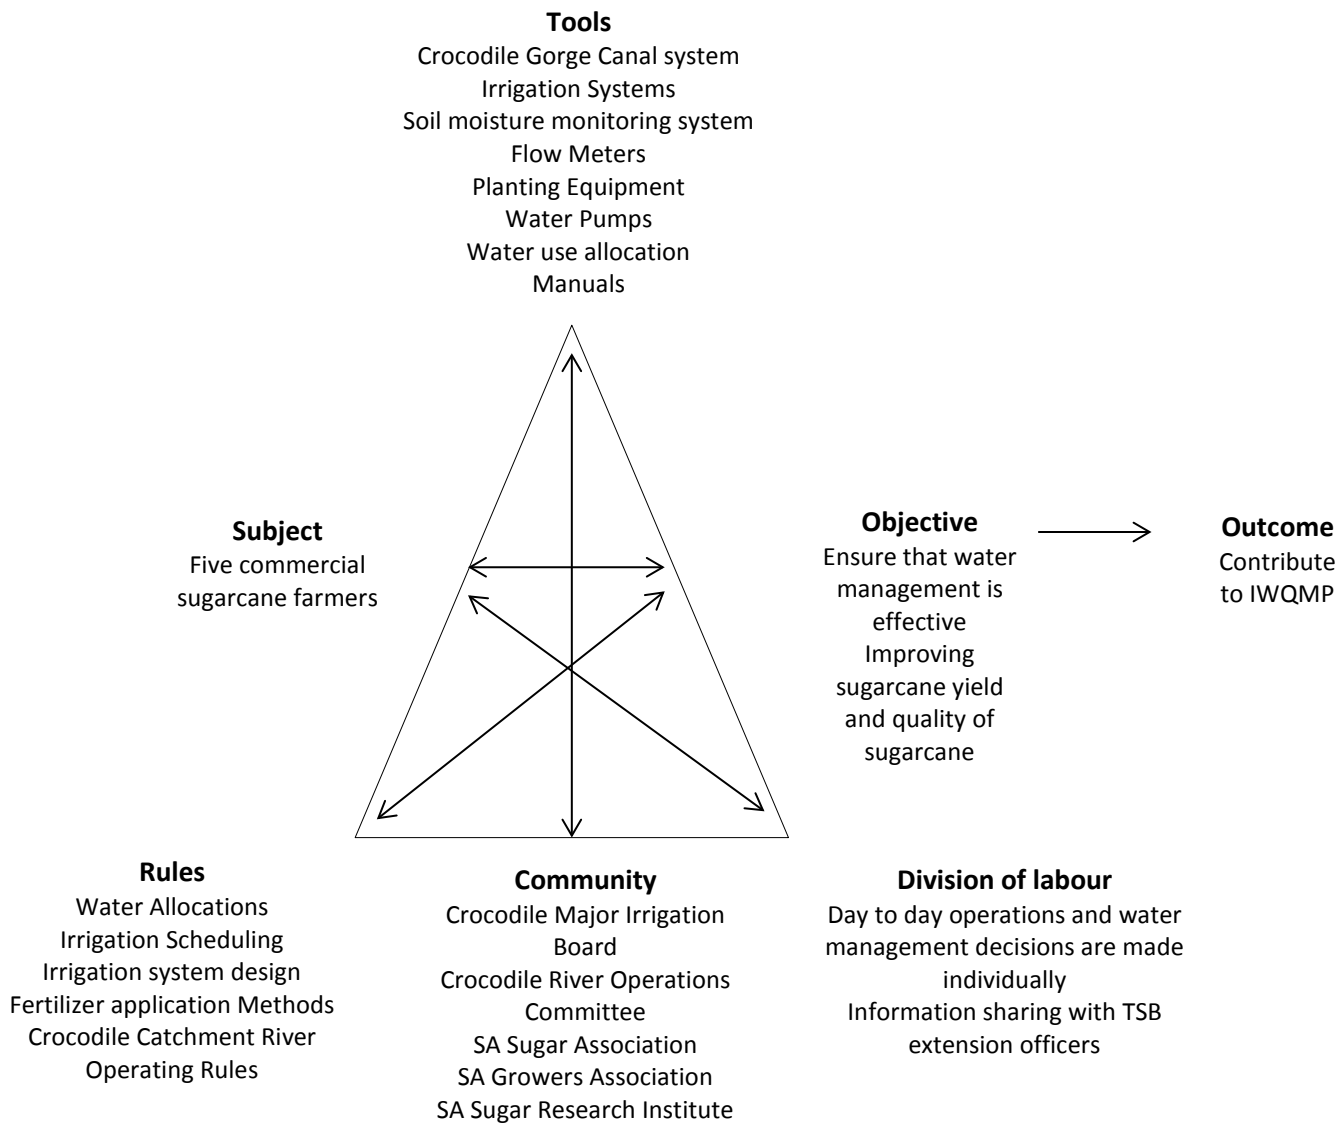 Tools
Crocodile Gorge Canal system
Irrigation Systems
Soil moisture monitoring system
Flow Meters
Planting Equipment
Water Pumps
Water use allocation
Manuals
Subject
Five commercial
sugarcane farmers
Objective
Ensure that water
management is
effective
Improving
sugarcane yield
and quality of
sugarcane
Outcome
Contribute
to IWQMP
Rules
Water Allocations
Irrigation Scheduling
Irrigation system design
Fertilizer application Methods
Crocodile Catchment River
Operating Rules
Community
Crocodile Major Irrigation
Board
Crocodile River Operations
Committee
SA Sugar Association
SA Growers Association
SA Sugar Research Institute
Division of labour
Day to day operations and water
management decisions are made
individually
Information sharing with TSB
extension officers